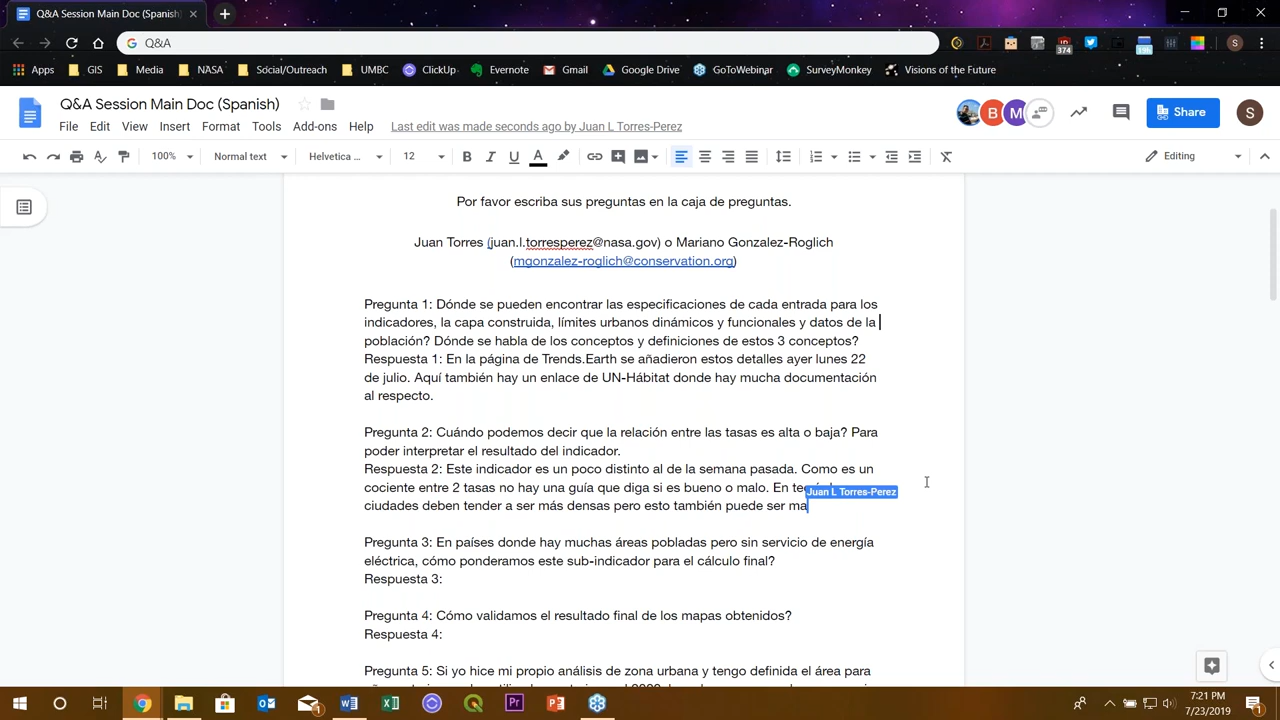 Q&A Session Main Doc (Spanish)
Q&A
374
19h
Apps GIS Media NASA Social/Outreach UMBC ClickUp Evernote Gmail Google Drive GoToWebinar SurveyMonkey Visions of the Future
Q&A Session Main Doc (Spanish)
B M Share S
File Edit View Insert Format Tools Add-ons Help Last edit was made seconds ago by Juan L Torres-Perez
100% Normal text Helvetica ... 12 B I U A Editing
Por favor escriba sus preguntas en la caja de preguntas.
Juan Torres (juan.l.torresperez@nasa.gov) o Mariano Gonzalez-Roglich
(mgonzalez-roglich@conservation.org)
Pregunta 1: Dónde se pueden encontrar las especificaciones de cada entrada para los
indicadores, la capa construida, límites urbanos dinámicos y funcionales y datos de la
población? Dónde se habla de los conceptos y definiciones de estos 3 conceptos?
Respuesta 1: En la página de Trends.Earth se añadieron estos detalles ayer lunes 22
de julio. Aquí también hay un enlace de UN-Hábitat donde hay mucha documentación
al respecto.
Pregunta 2: Cuándo podemos decir que la relación entre las tasas es alta o baja? Para
poder interpretar el resultado del indicador.
Respuesta 2: Este indicador es un poco distinto al de la semana pasada. Como es un
cociente entre 2 tasas no hay una guía que diga si es bueno o malo. En
Juan L Torres-Perez
ciudades deben tender a ser más densas pero esto también puede ser ma
Pregunta 3: En países donde hay muchas áreas pobladas pero sin servicio de energía
eléctrica, cómo ponderamos este sub-indicador para el cálculo final?
Respuesta 3:
Pregunta 4: Cómo validamos el resultado final de los mapas obtenidos?
Respuesta 4:
Pregunta 5: Si yo hice mi propio análisis de zona urbana y tengo definida el área para
7:21 PM
7/23/2019